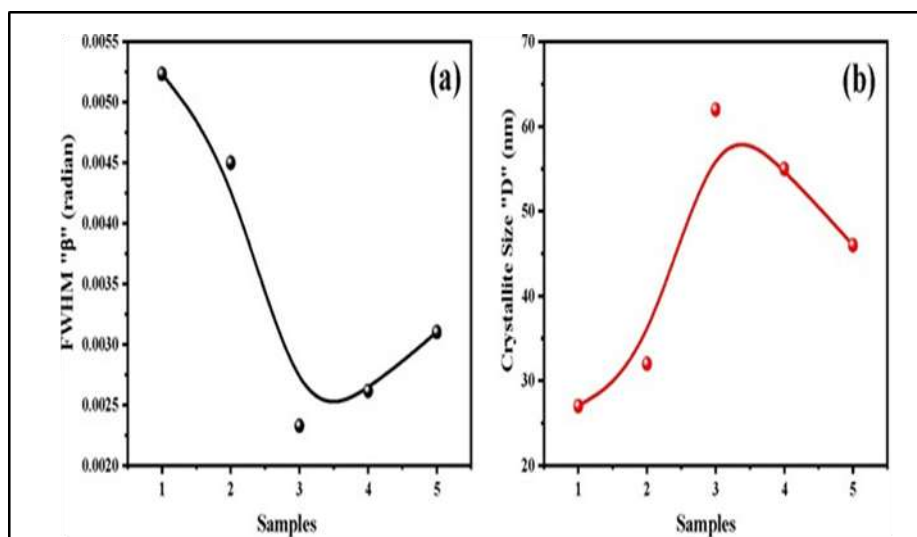 (a)
FWHM "β" (radian)
0.0055
0.0050
0.0045
0.0040
0.0035
0.0030
0.0025
0.0020
1 2 3 4 5
Samples
(b)
Crystallite Size "D" (nm)
70
60
50
40
30
20
1 2 3 4 5
Samples